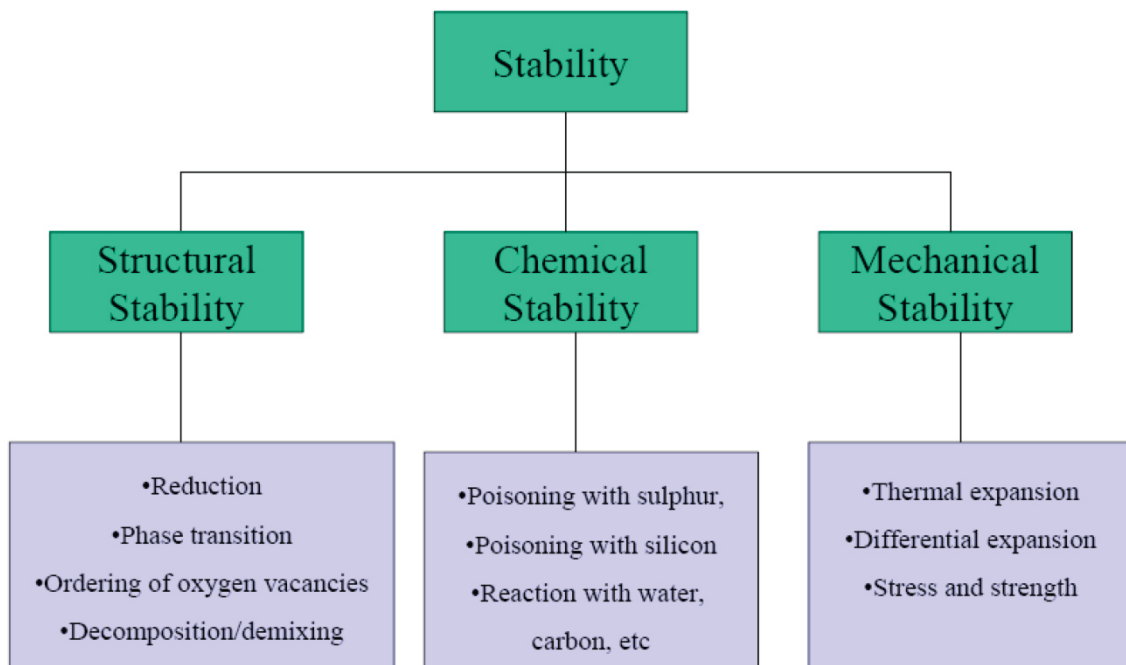 Stability
Structural
Stability
Chemical
Stability
Mechanical
Stability
•Reduction
•Phase transition
•Ordering of oxygen vacancies
•Decomposition/demixing
•Poisoning with sulphur,
•Poisoning with silicon
•Reaction with water,
carbon, etc
•Thermal expansion
•Differential expansion
•Stress and strength